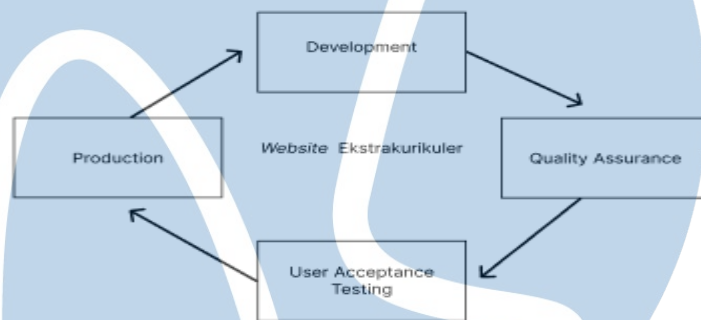 Development
Production
Website Ekstrakurikuler
Quality Assurance
User Acceptance
Testing